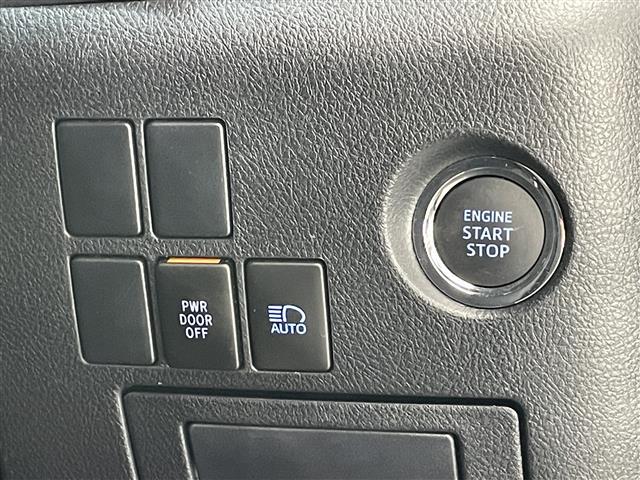 ENGINE
START
STOP
PWR
DOOR
OFF
AUTO